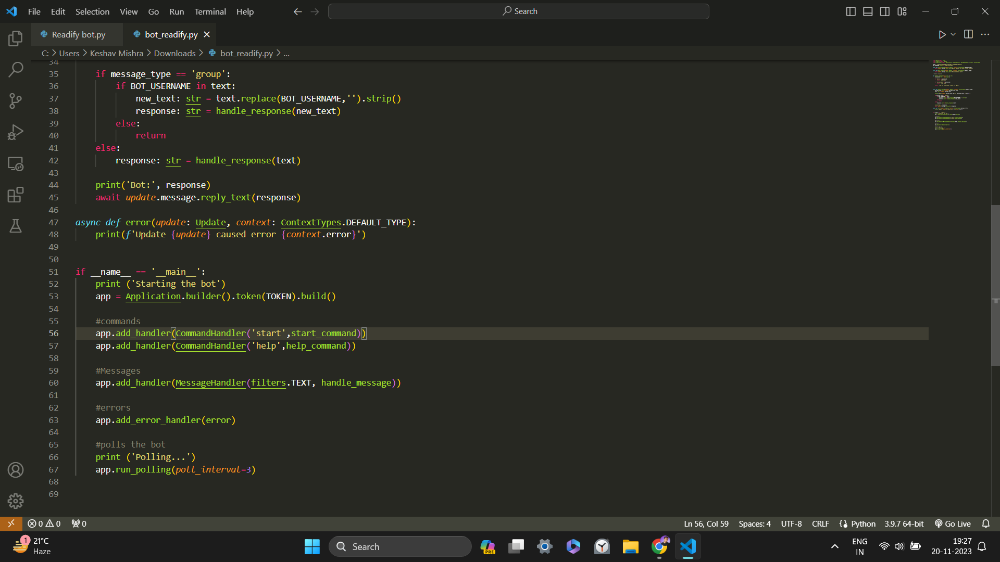 File Edit Selection View Go Run Terminal Help
Search
Readify bot.py
bot_readify.py
C: > Users > Keshav Mishra > Downloads > bot_readify.py > ...
34
35 if message_type == 'group':
36 if BOT_USERNAME in text:
37 new_text: str = text.replace(BOT_USERNAME,'').strip()
38 response: str = handle_response(new_text)
39 else:
40 return
41 else:
42 response: str = handle_response(text)
43
44 print('Bot:', response)
45 await update.message.reply_text(response)
46
47 async def error(update: Update, context: ContextTypes.DEFAULT_TYPE):
48 print(f'Update {update} caused error {context.error}')
49
50
51 if __name__ == '__main__':
52 print ('Starting the bot')
53 app = Application.builder().token(TOKEN).build()
54
55 #commands
56 app.add_handler(CommandHandler('start',start_command))
57 app.add_handler(CommandHandler('help',help_command))
58
59 #Messages
60 app.add_handler(MessageHandler(filters.TEXT, handle_message))
61
62 #errors
63 app.add_error_handler(error)
64
65 #polls the bot
66 print ('Polling...')
67 app.run_polling(poll_interval=3)
68
69
0 0 0
Ln 56, Col 59 Spaces: 4 UTF-8 CRLF Python 3.9.7 64-bit Go Live
1
21°C
Haze
Search
PRE
ENG
IN
19:27
20-11-2023